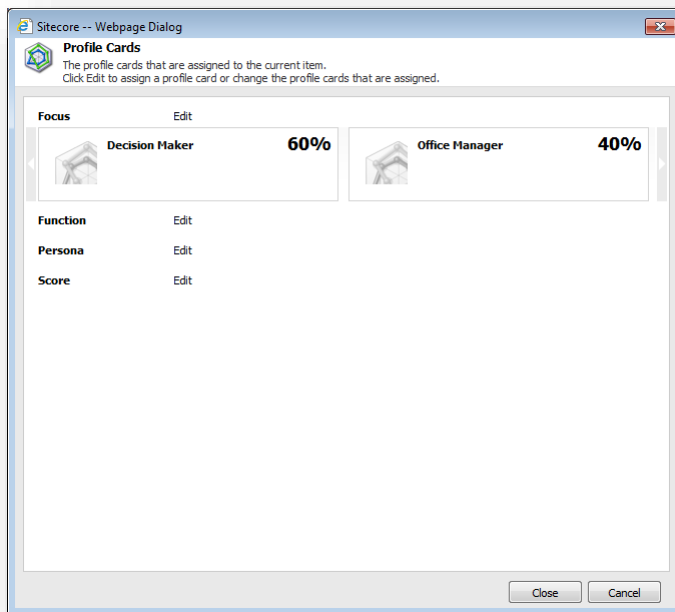 Sitecore -- Webpage Dialog
Profile Cards
The profile cards that are assigned to the current item.
Click Edit to assign a profile card or change the profile cards that are assigned.
Focus Edit
Decision Maker 60% Office Manager 40%
Function Edit
Persona Edit
Score Edit
Close Cancel